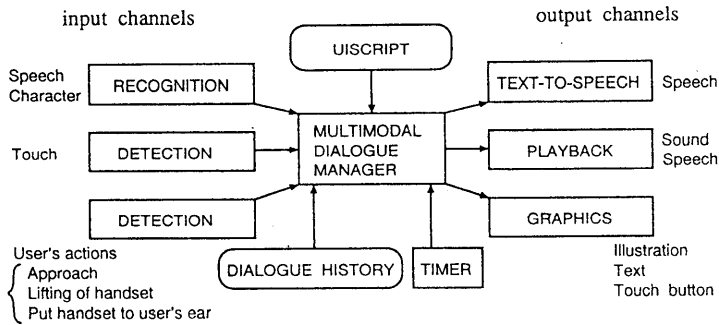 input channels
output channels
UISCRIPT
Speech
Character
RECOGNITION
TEXT-TO-SPEECH
Speech
MULTIMODAL
DIALOGUE
MANAGER
Touch
DETECTION
PLAYBACK
Sound
Speech
DETECTION
GRAPHICS
User's actions
Approach
Lifting of handset
Put handset to user's ear
DIALOGUE HISTORY
TIMER
Illustration
Text
Touch button